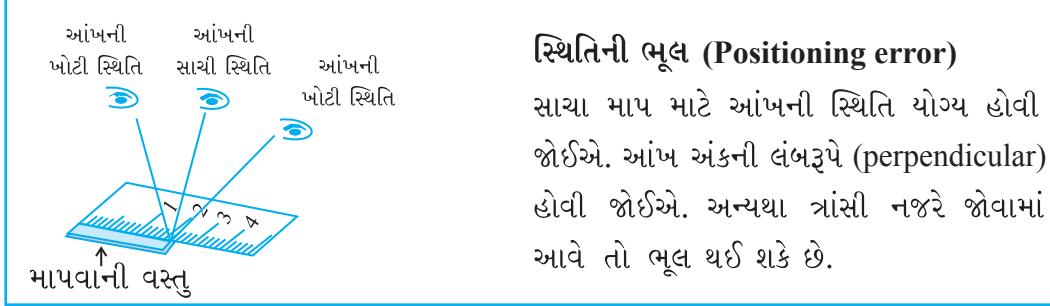 આંખની
ખોટી સ્થિતિ
આંખની
સાચી સ્થિતિ
આંખની
ખોટી સ્થિતિ
1 2 3 4
માપવાની વસ્તુ
સ્થિતિની ભૂલ (Positioning error)
સાચા માપ માટે આંખની સ્થિતિ યોગ્ય હોવી
જોઈએ. આંખ અંકની લંબરૂપે (perpendicular)
હોવી જોઈએ. અન્યથા ત્રાંસી નજરે જોવામાં
આવે તો ભૂલ થઈ શકે છે.